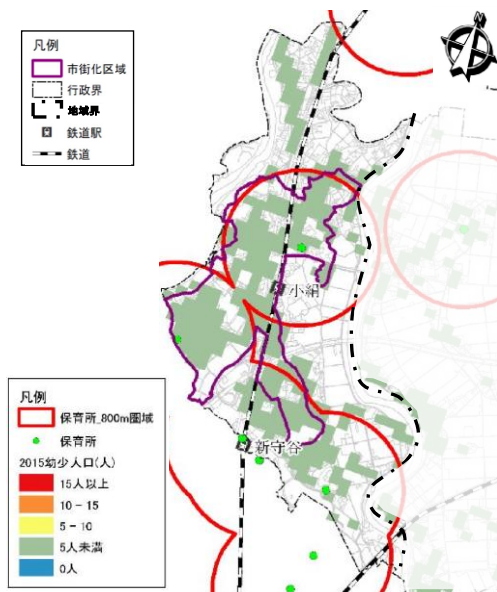 凡例
市街化区域
行政界
地域界
鉄道駅
鉄道
小絹
新守谷
凡例
保育所_800m圏域
保育所
2015幼少人口(人)
15人以上
10 - 15
5 - 10
5人未満
0人